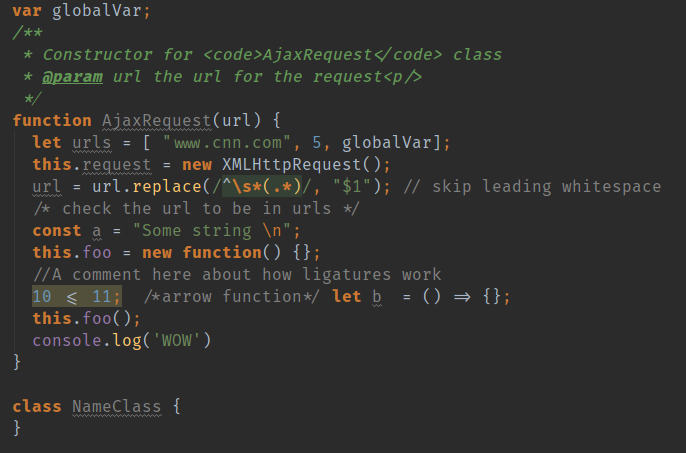 var globalVar;
/**
 * Constructor for <code>AjaxRequest</code> class
 * @param url the url for the request<p/>
 */
function AjaxRequest(url) {
  let urls = [ "www.cnn.com", 5, globalVar];
  this.request = new XMLHttpRequest();
  url = url.replace(/^\s*(.*)/, "$1"); // skip leading whitespace
  /* check the url to be in urls */
  const a = "Some string \n";
  this.foo = new function() {};
  //A comment here about how ligatures work
  10 <= 11;  /*arrow function*/ let b  = () => {};
  this.foo();
  console.log('WOW')
}

class NameClass {
}